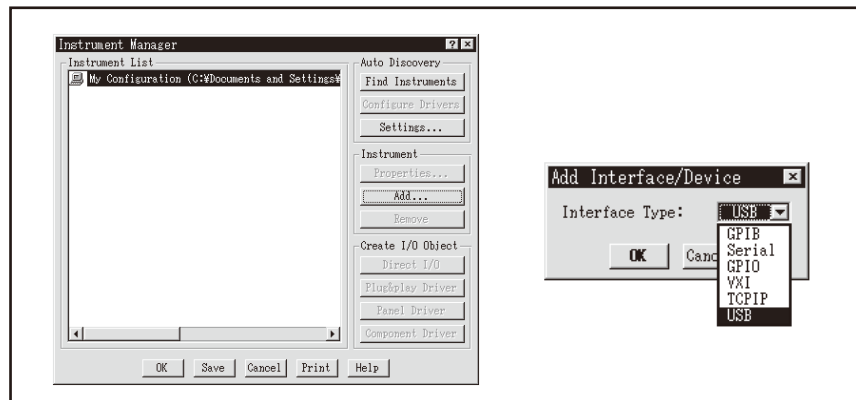 Instrument Manager
Instrument List
My Configuration (C:¥Documents and Settings¥
Auto Discovery
Find Instruments
Configure Drivers
Settings...
Instrument
Properties...
Add...
Remove
Create I/O Object
Direct I/O
Plug&play Driver
Panel Driver
Component Driver
OK Save Cancel Print Help
Add Interface/Device
Interface Type: USB
GPIB
Serial
GPIO
VXI
TCPIP
USB
OK Canc